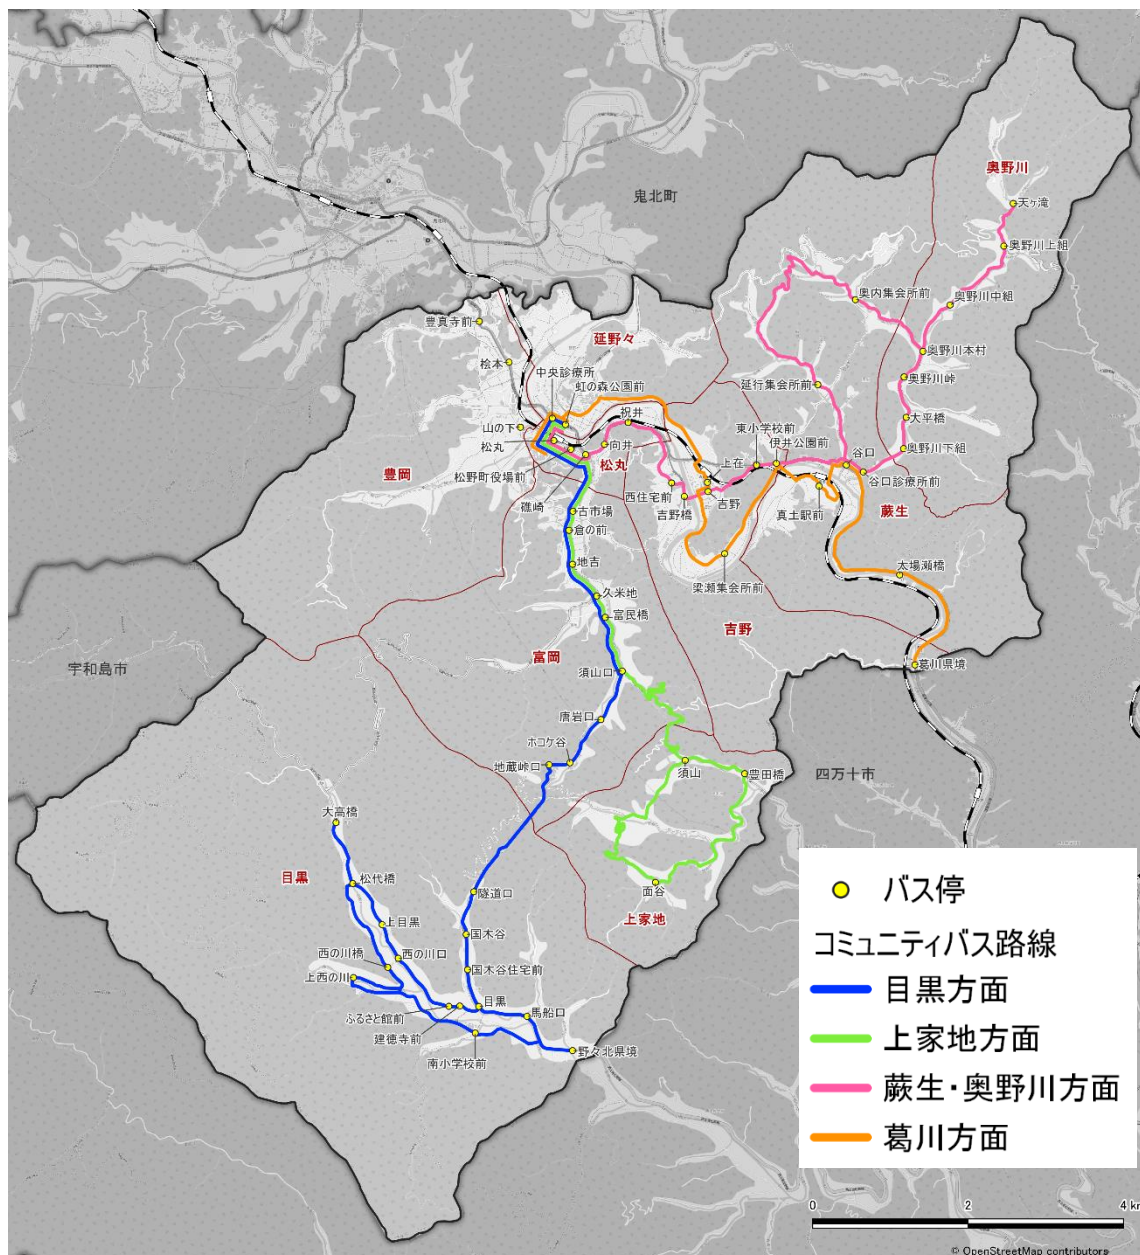 鬼北町
奥野川
天ヶ滝
奥野川上組
奥内集会所前
奥野川中組
豊真寺前
延野々
奥野川本村
桧本
中央診療所
虹の森公園前
延行集会所前
奥野川峠
大平橋
山の下
祝井
東小学校前
伊井公園前
松丸
向井
谷口
奥野川下組
豊岡
松野町役場前
松丸
上在
谷口診療所前
西住宅前
吉野
礁崎
吉野橋
真土駅前
蕨生
古市場
倉の前
地吉
太場瀬橋
梁瀬集会所前
久米地
富民橋
吉野
宇和島市
富岡
須山口
葛川県境
唐岩口
ホコケ谷
地蔵峠口
須山
豊田橋
四万十市
大高橋
目黒
松代橋
隧道口
面谷
上家地
上目黒
国木谷
西の川橋
西の川口
上西の川
国木谷住宅前
ふるさと館前
目黒
馬船口
建徳寺前
南小学校前
野々北県境
バス停
コミュニティバス路線
目黒方面
上家地方面
蕨生・奥野川方面
葛川方面
0 2 4 km
© OpenStreetMap contributors